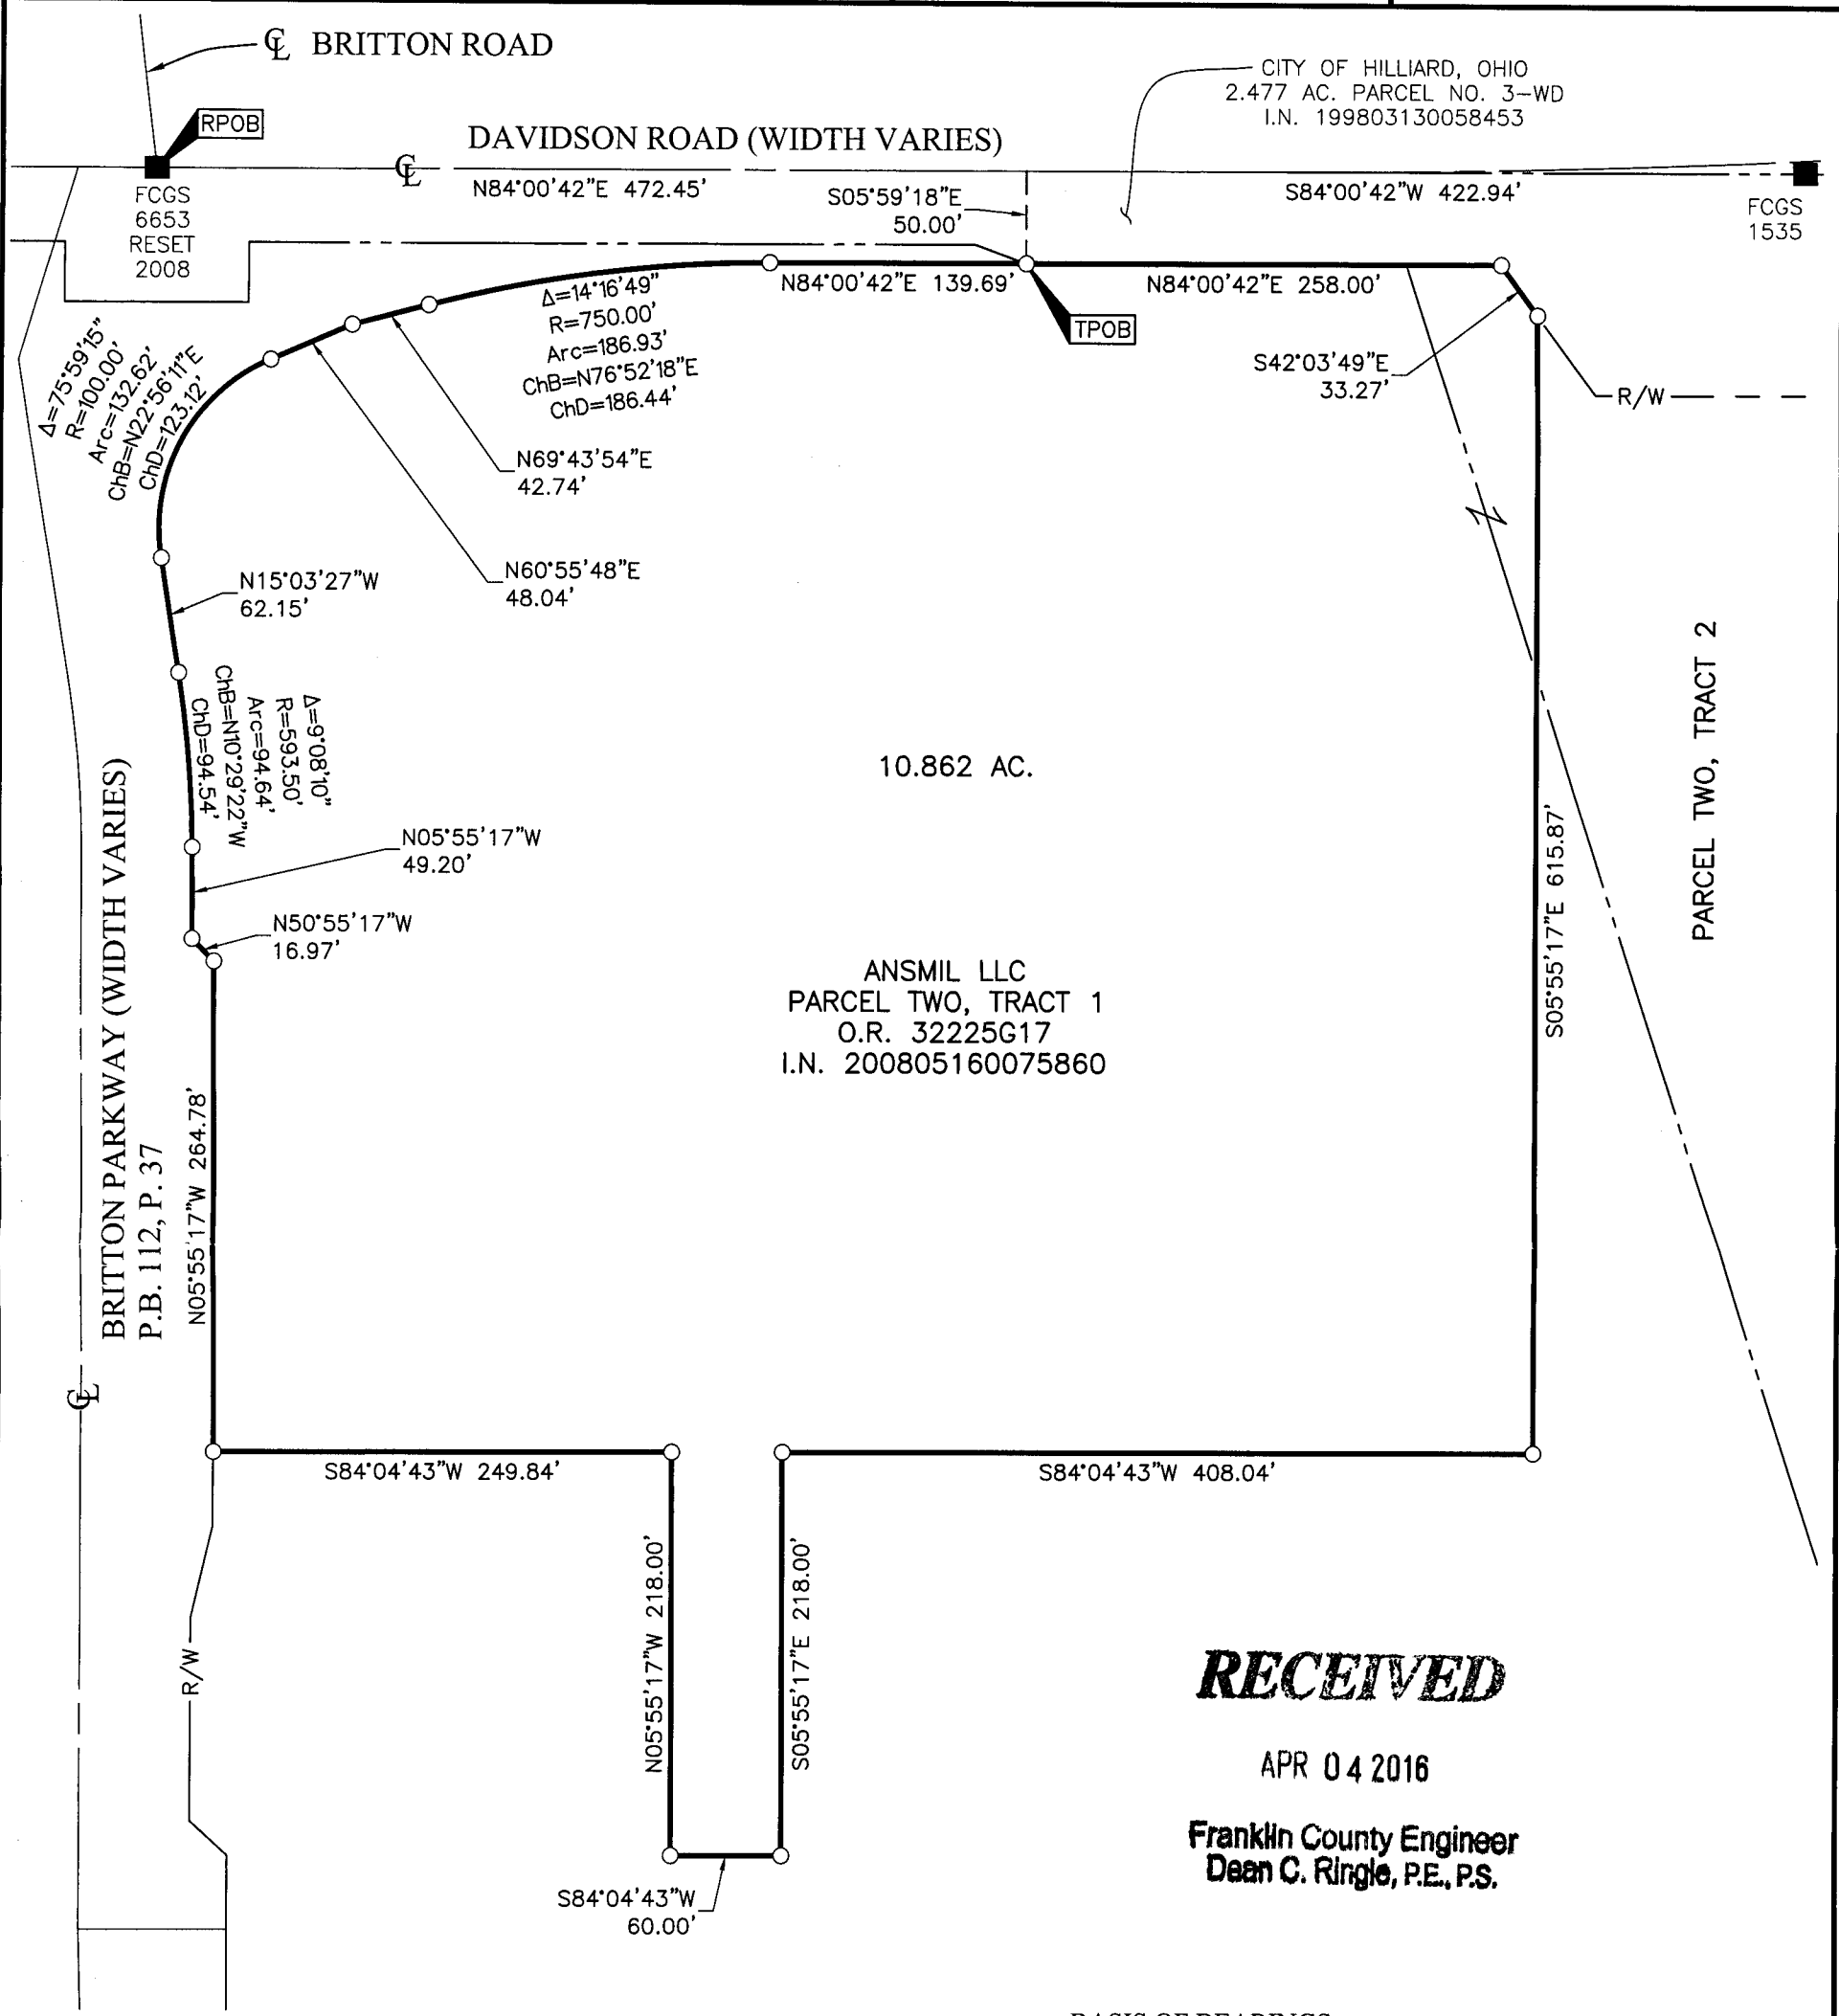 ℄ BRITTON ROAD
CITY OF HILLIARD, OHIO
2.477 AC. PARCEL NO. 3-WD
I.N. 199803130058453
RPOB
DAVIDSON ROAD (WIDTH VARIES)
℄
FCGS
6653
RESET
2008
N84°00'42"E 472.45'
S05°59'18"E
50.00'
S84°00'42"W 422.94'
FCGS
1535
N84°00'42"E 139.69'
N84°00'42"E 258.00'
TPOB
Δ=14°16'49"
R=750.00'
Arc=186.93'
ChB=N76°52'18"E
ChD=186.44'
S42°03'49"E
33.27'
R/W
Δ=75°59'15"
R=100.00'
Arc=132.62'
ChB=N22°56'11"E
ChD=123.12'
N69°43'54"E
42.74'
N60°55'48"E
48.04'
N15°03'27"W
62.15'
Δ=9°08'10"
R=593.50'
Arc=94.64'
ChB=N10°29'22"W
ChD=94.54'
PARCEL TWO, TRACT 2
10.862 AC.
N05°55'17"W
49.20'
S05°55'17"E 615.87'
N50°55'17"W
16.97'
BRITTON PARKWAY (WIDTH VARIES)
P.B. 112, P. 37
ANSMIL LLC
PARCEL TWO, TRACT 1
O.R. 32225G17
I.N. 200805160075860
N05°55'17"W 264.78'
℄
S84°04'43"W 249.84'
S84°04'43"W 408.04'
R/W
N05°55'17"W 218.00'
S05°55'17"E 218.00'
RECEIVED
APR 04 2016
Franklin County Engineer
Dean C. Ringle, P.E., P.S.
S84°04'43"W
60.00'
BASIS OF BEARINGS